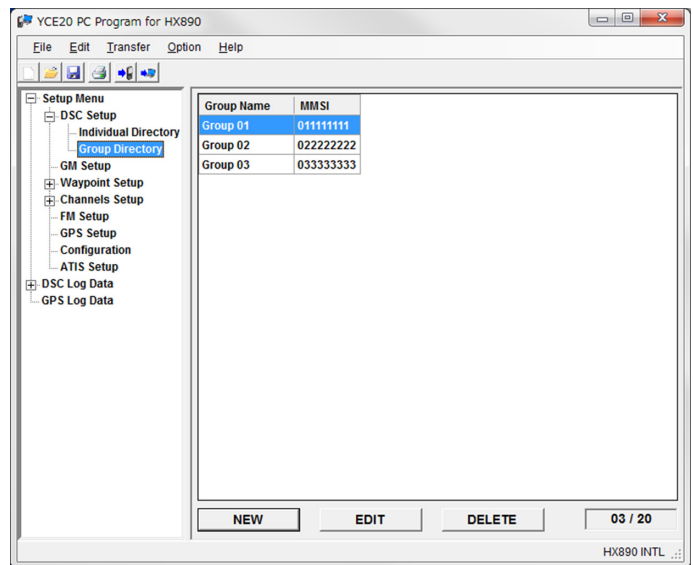 YCE20 PC Program for HX890
File Edit Transfer Option Help
Setup Menu
DSC Setup
Individual Directory
Group Directory
GM Setup
Waypoint Setup
Channels Setup
FM Setup
GPS Setup
Configuration
ATIS Setup
DSC Log Data
GPS Log Data
Group Name MMSI
Group 01 011111111
Group 02 022222222
Group 03 033333333
NEW EDIT DELETE 03 / 20
HX890 INTL